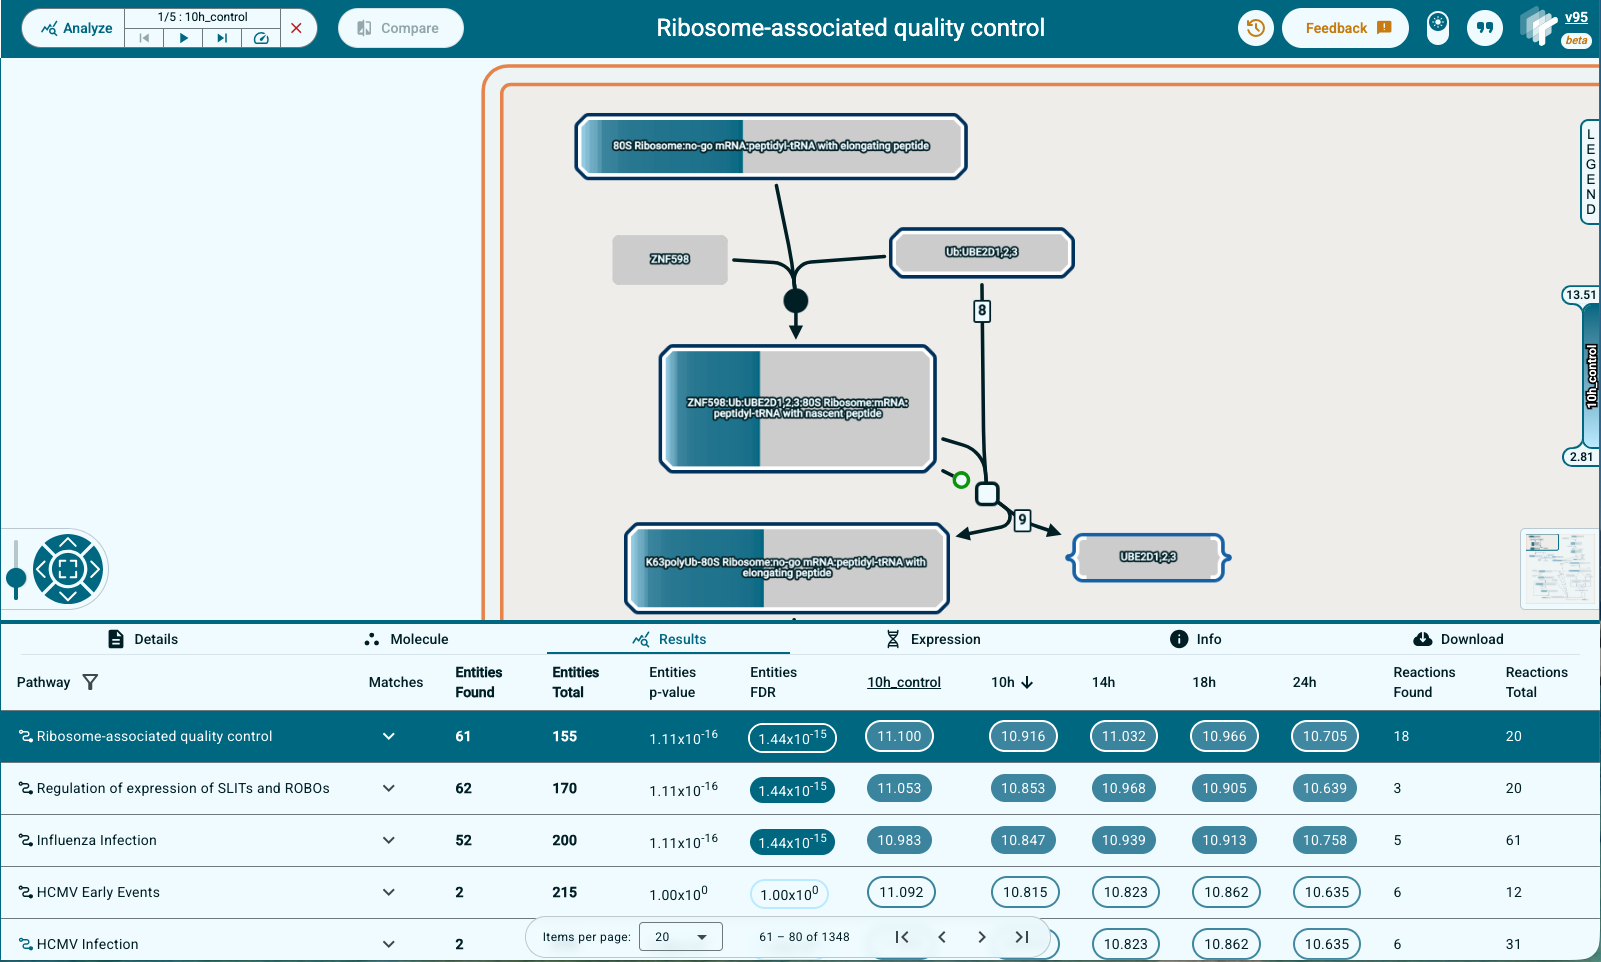 Analyze
1/5 : 10h_control
Compare
Ribosome-associated quality control
Feedback
v95
beta
LEGEND
80S Ribosome:no-go mRNA:peptidyl-tRNA with elongating peptide
ZNF598
Ub:UBE2D1,2,3
8
13.51
10h_control
2.81
ZNF598:Ub:UBE2D1,2,3:80S Ribosome:mRNA:
peptidyl-tRNA with nascent peptide
9
K63polyUb-80S Ribosome:no-go mRNA:peptidyl-tRNA with
elongating peptide
UBE2D1,2,3
Details Molecule Results Expression Info Download
Pathway Matches Entities Found Entities Total Entities p-value Entities FDR 10h_control 10h 14h 18h 24h Reactions Found Reactions Total
Ribosome-associated quality control 61 155 1.11x10^-16 1.44x10^-15 11.100 10.916 11.032 10.966 10.705 18 20
Regulation of expression of SLITs and ROBOs 62 170 1.11x10^-16 1.44x10^-15 11.053 10.853 10.968 10.905 10.639 3 20
Influenza Infection 52 200 1.11x10^-16 1.44x10^-15 10.983 10.847 10.939 10.913 10.758 5 61
HCMV Early Events 2 215 1.00x10^0 1.00x10^0 11.092 10.815 10.823 10.862 10.635 6 12
HCMV Infection 2 10.823 10.862 10.635 6 31
Items per page: 20 61 – 80 of 1348